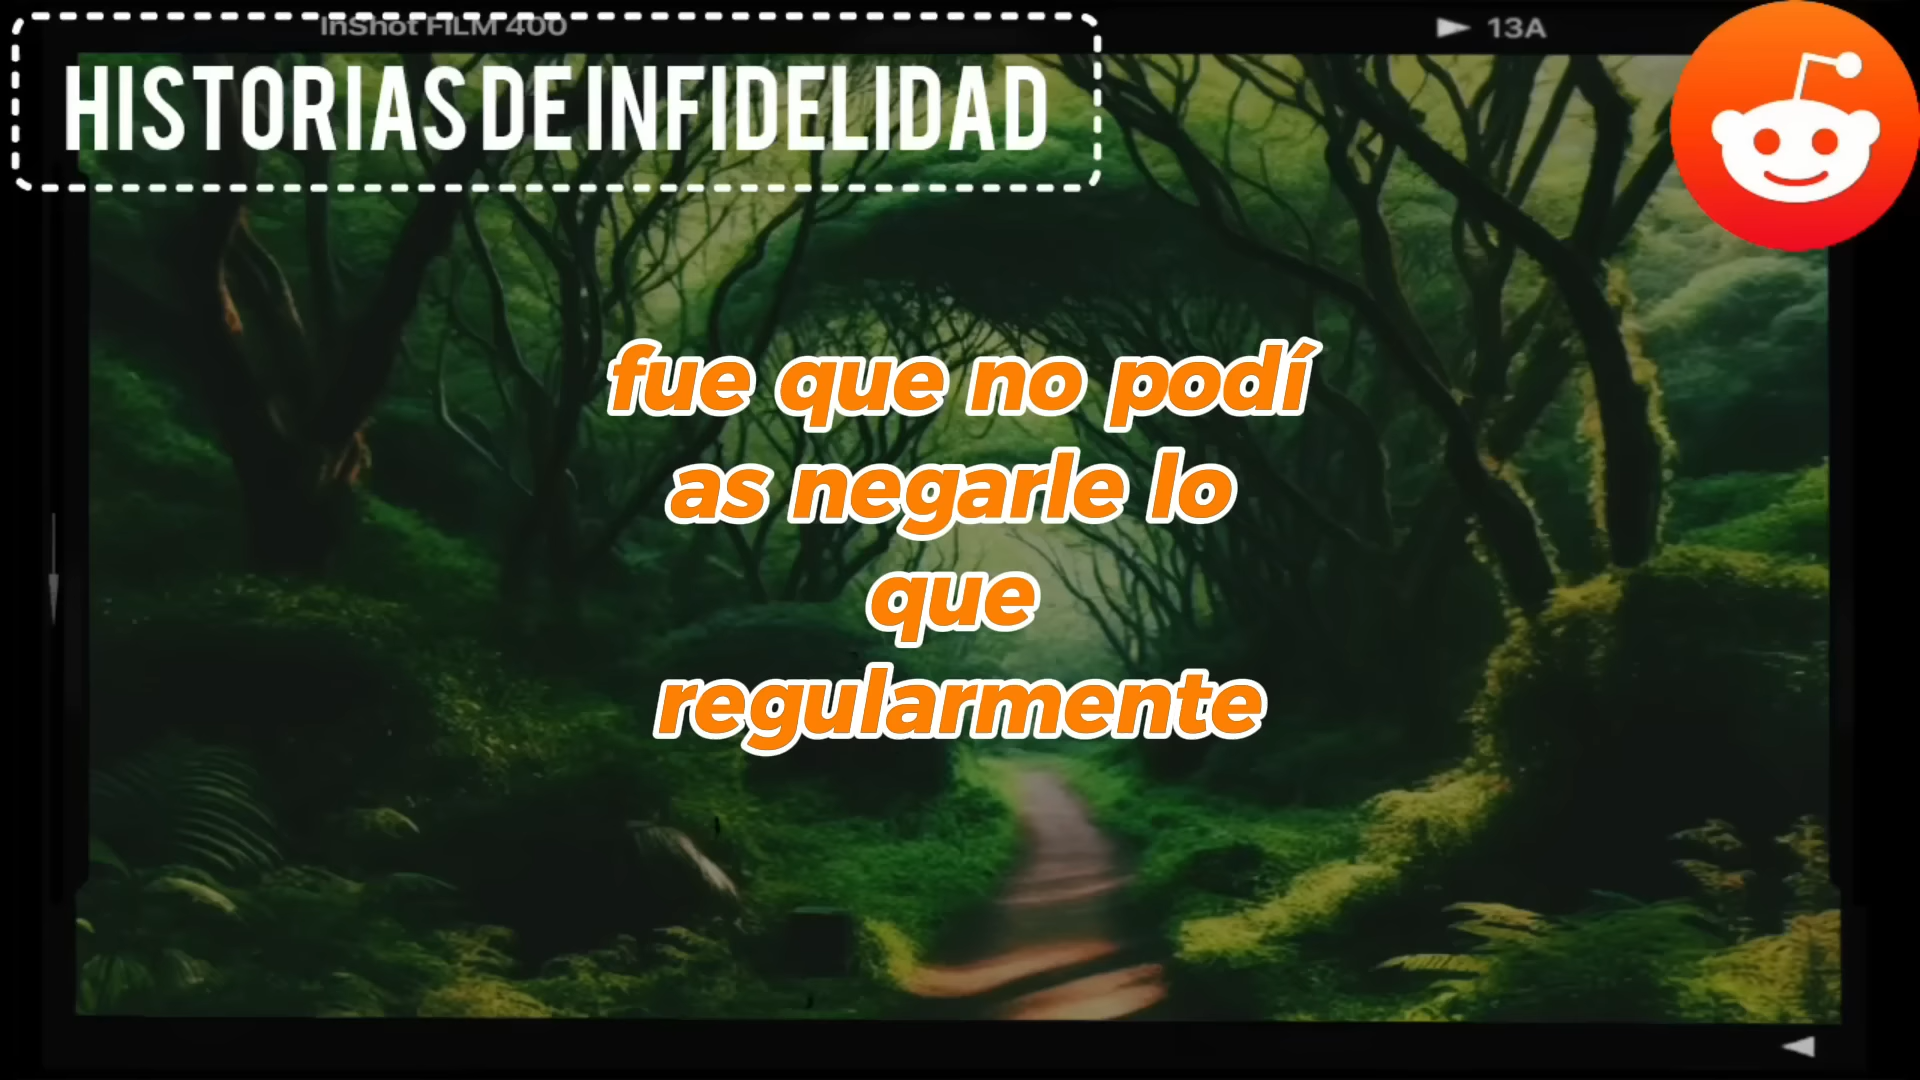 InShot FILM 400
13A
HISTORIAS DE INFIDELIDAD
fue que no podí
as negarle lo
que
regularmente